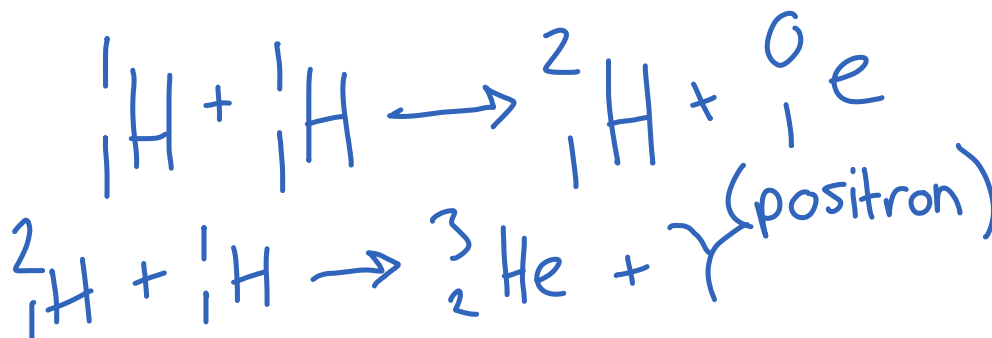 ¹₁H + ¹₁H → ²₁H + ⁰₁e
(positron)
²₁H + ¹₁H → ³₂He + γ